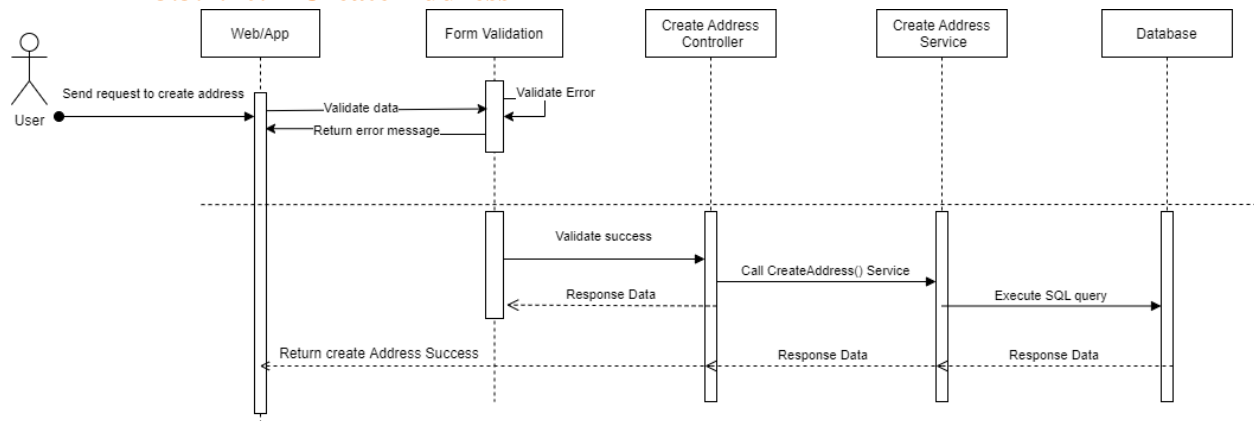 Web/App
Form Validation
Create Address
Controller
Create Address
Service
Database
Send request to create address
User
Validate data
Validate Error
Return error message
Validate success
Call CreateAddress() Service
Response Data
Execute SQL query
Return create Address Success
Response Data
Response Data